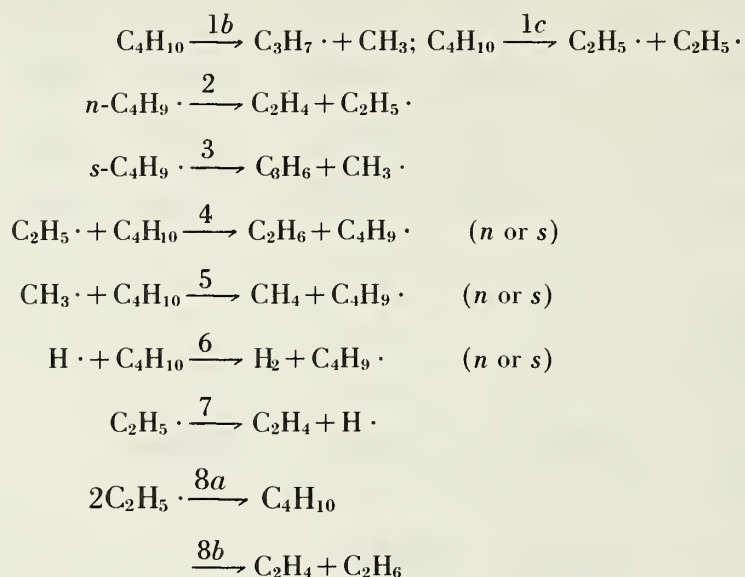 C₄H₁₀ —1b→ C₃H₇· + CH₃; C₄H₁₀ —1c→ C₂H₅· + C₂H₅·
n-C₄H₉· —2→ C₂H₄ + C₂H₅·
s-C₄H₉· —3→ C₃H₆ + CH₃·
C₂H₅· + C₄H₁₀ —4→ C₂H₆ + C₄H₉· (n or s)
CH₃· + C₄H₁₀ —5→ CH₄ + C₄H₉· (n or s)
H· + C₄H₁₀ —6→ H₂ + C₄H₉· (n or s)
C₂H₅· —7→ C₂H₄ + H·
2C₂H₅· —8a→ C₄H₁₀
—8b→ C₂H₄ + C₂H₆